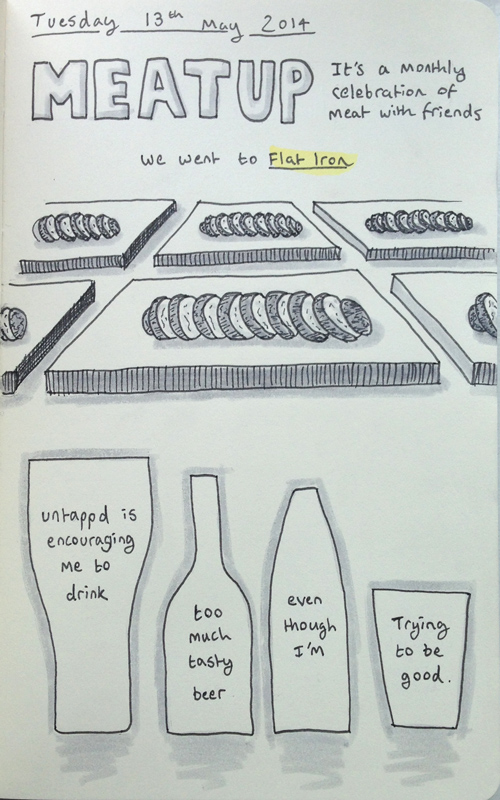 Tuesday 13th May 2014
MEATUP
It's a monthly
celebration of
meat with friends
we went to Flat Iron
untappd is
encouraging
me to
drink
too
much
tasty
beer
even
though
I'm
Trying
to be
good.